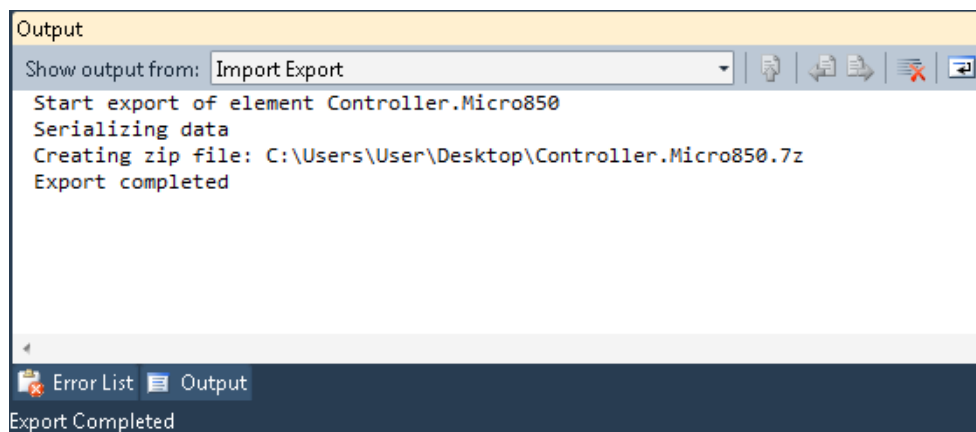 Output
Show output from: Import Export
Start export of element Controller.Micro850
Serializing data
Creating zip file: C:\Users\User\Desktop\Controller.Micro850.7z
Export completed
Error List Output
Export Completed